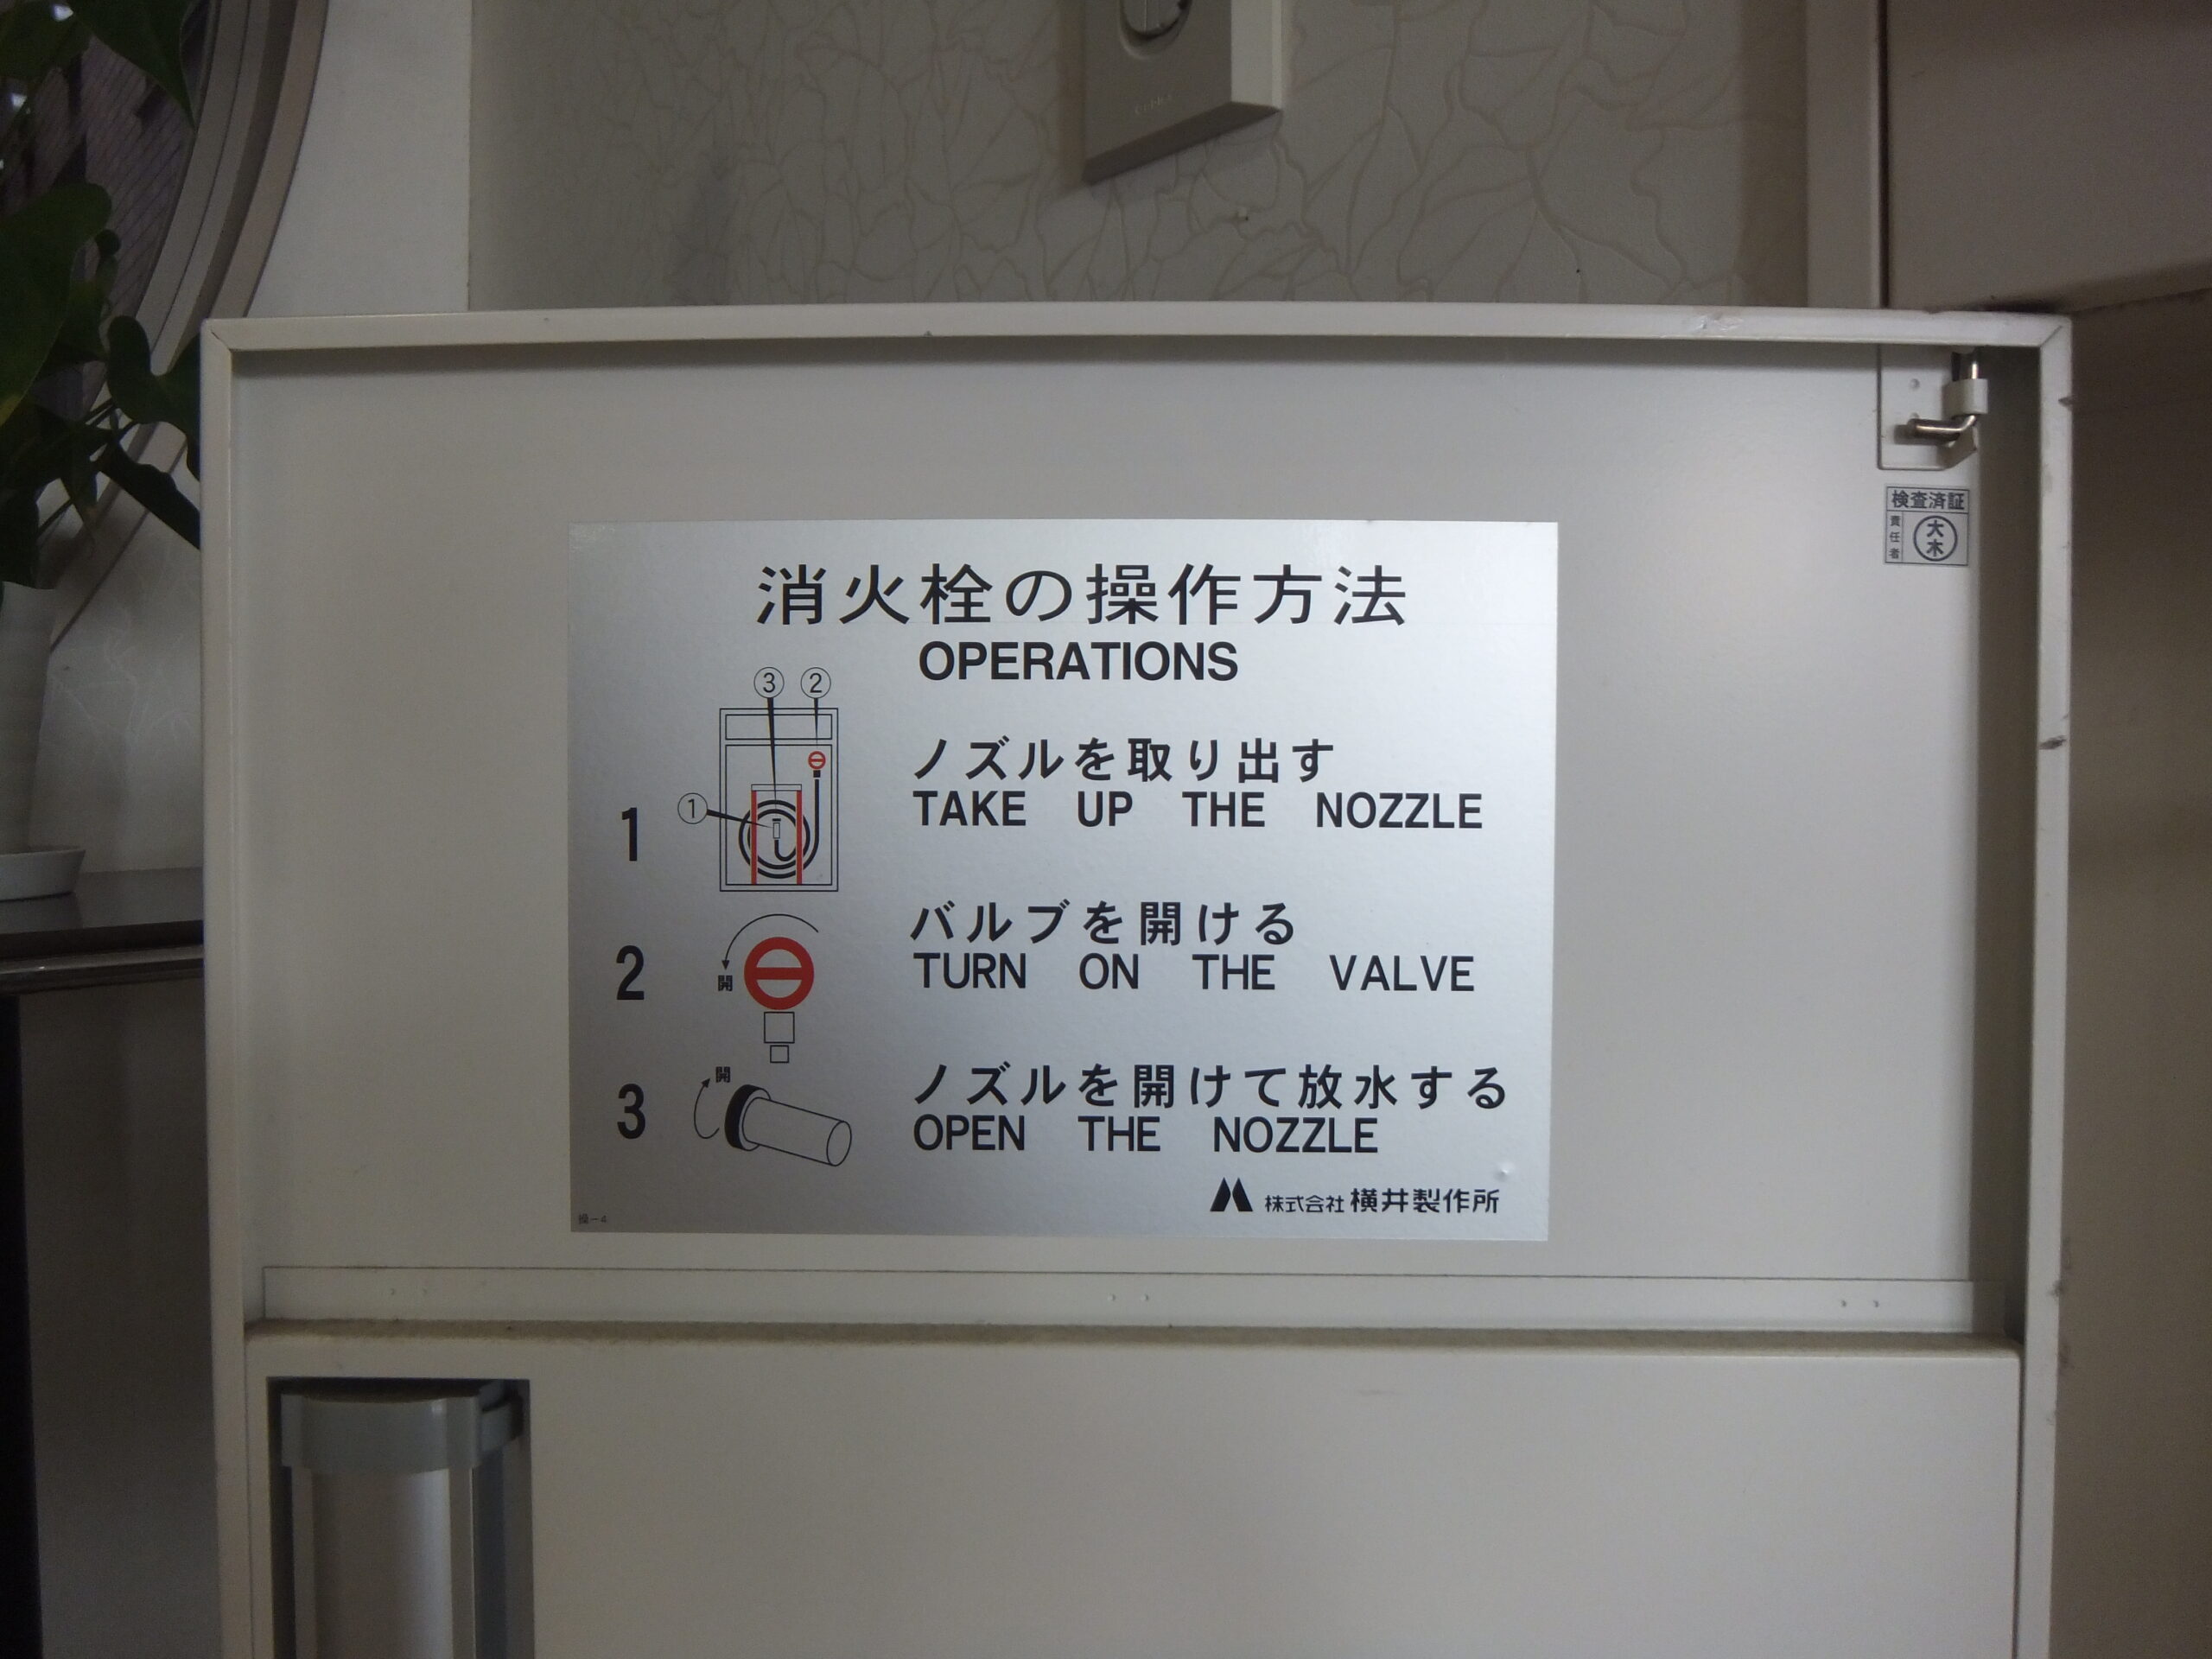 検査済証
責任者
大木
消火栓の操作方法
OPERATIONS
③ ②
①
1
ノズルを取り出す
TAKE UP THE NOZZLE
2
開
バルブを開ける
TURN ON THE VALVE
3
開
ノズルを開けて放水する
OPEN THE NOZZLE
株式会社 横井製作所
操-4